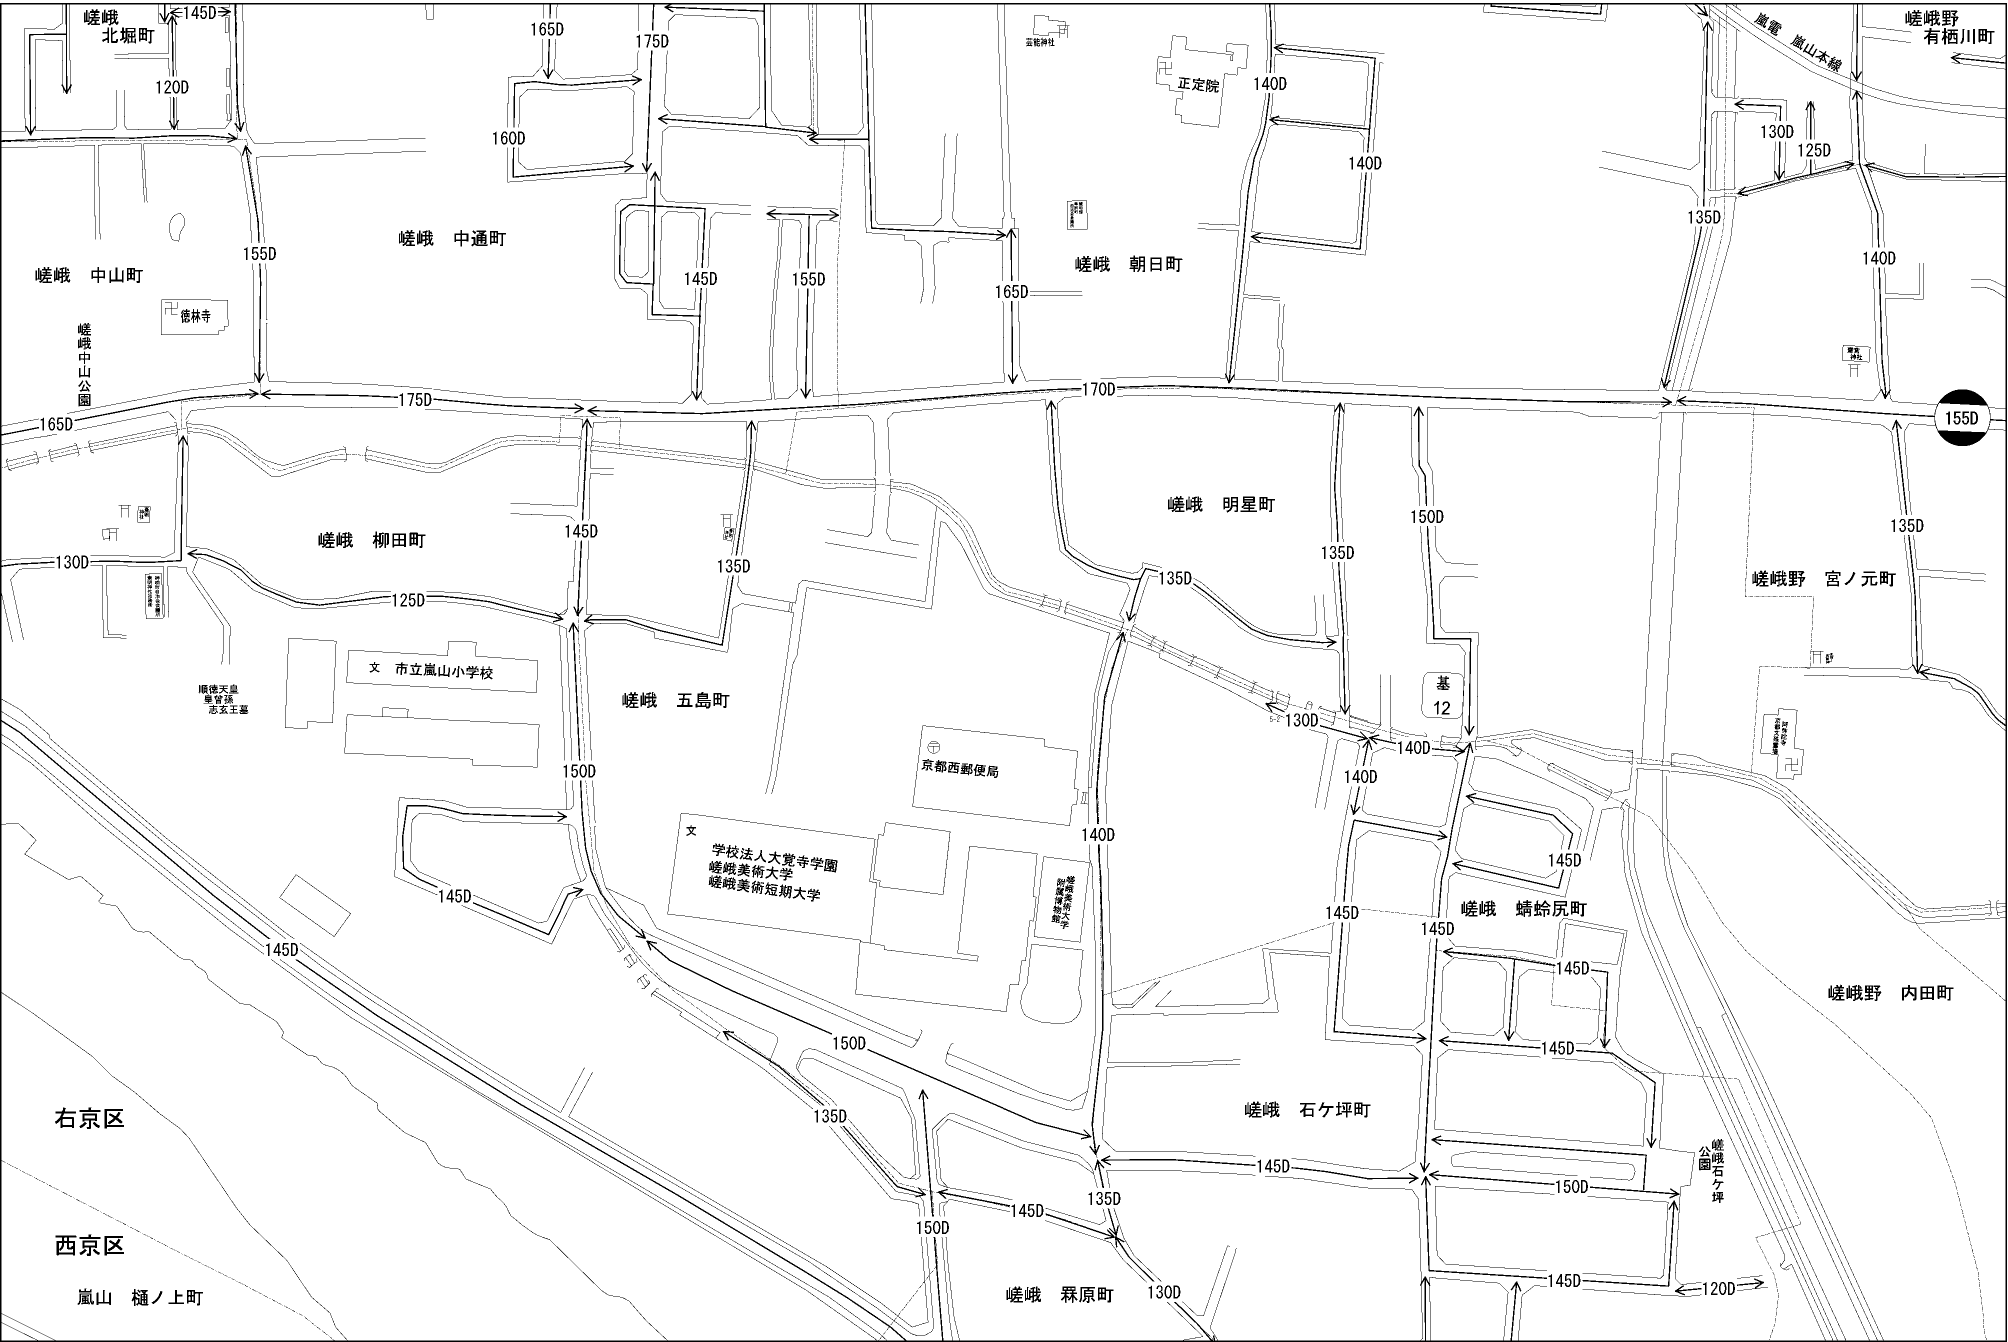 嵯峨
北堀町
145D
120D
165D
175D
160D
芸能神社
正定院
140D
140D
嵐電　嵐山本線
嵯峨野
有栖川町
130D
125D
135D
140D
155D
嵯峨　中通町
嵯峨　中山町
徳林寺
嵯峨中山公園
145D
155D
165D
嵯峨　朝日町
165D
175D
170D
155D
嵯峨　明星町
嵯峨　柳田町
130D
125D
145D
135D
135D
135D
150D
135D
嵯峨野　宮ノ元町
文　市立嵐山小学校
順徳天皇
皇曾孫
志玄王墓
嵯峨　五島町
基
12
130D
140D
140D
150D
京都西郵便局
文
学校法人大覚寺学園
嵯峨美術大学
嵯峨美術短期大学
嵯峨美術大学
附属博物館
140D
145D
145D
145D
145D
145D
嵯峨　蜻蛉尻町
145D
145D
嵯峨野　内田町
150D
135D
右京区
嵯峨　石ケ坪町
145D
150D
嵯峨石ケ坪
公園
135D
145D
150D
西京区
嵐山　樋ノ上町
嵯峨　罧原町
130D
145D
120D